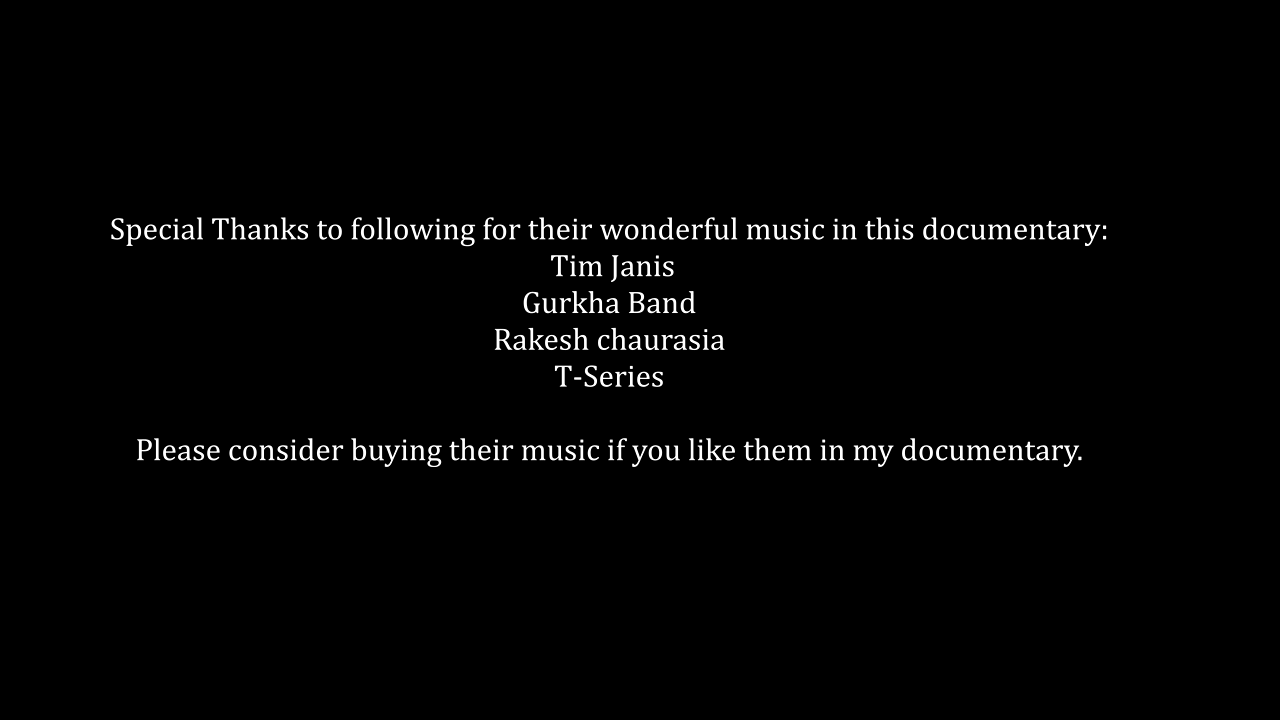 Special Thanks to following for their wonderful music in this documentary:
Tim Janis
Gurkha Band
Rakesh chaurasia
T-Series
Please consider buying their music if you like them in my documentary.